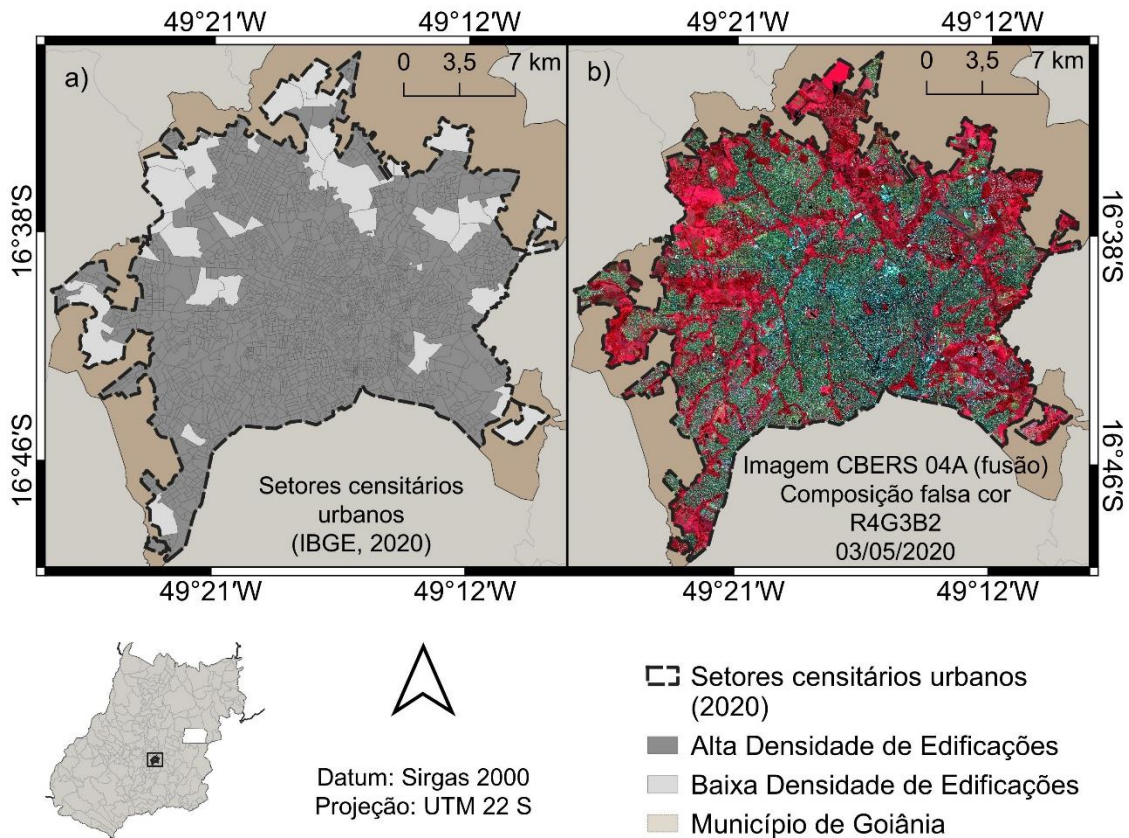 49°21′W
49°12′W
49°21′W
49°12′W
a)
0 3,5 7 km
b)
0 3,5 7 km
16°38′S
16°38′S
16°46′S
16°46′S
Setores censitários
urbanos
(IBGE, 2020)
Imagem CBERS 04A (fusão)
Composição falsa cor
R4G3B2
03/05/2020
49°21′W
49°12′W
49°21′W
49°12′W
Datum: Sirgas 2000
Projeção: UTM 22 S
Setores censitários urbanos
(2020)
Alta Densidade de Edificações
Baixa Densidade de Edificações
Município de Goiânia